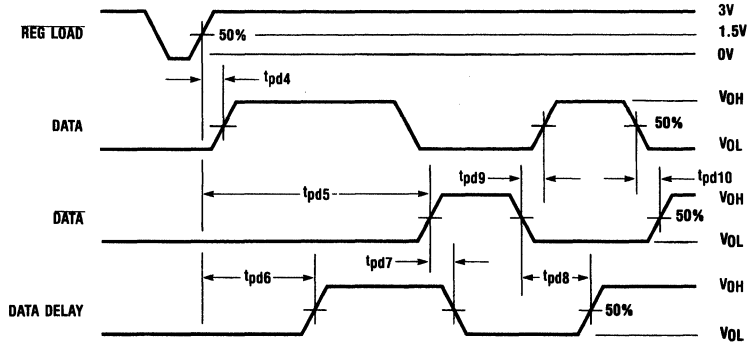 3V
REG LOAD
50%
1.5V
0V
tpd4
VOH
DATA
50%
VOL
tpd9
tpd10
tpd5
VOH
DATA
50%
VOL
tpd7
tpd6
tpd8
VOH
DATA DELAY
50%
VOL